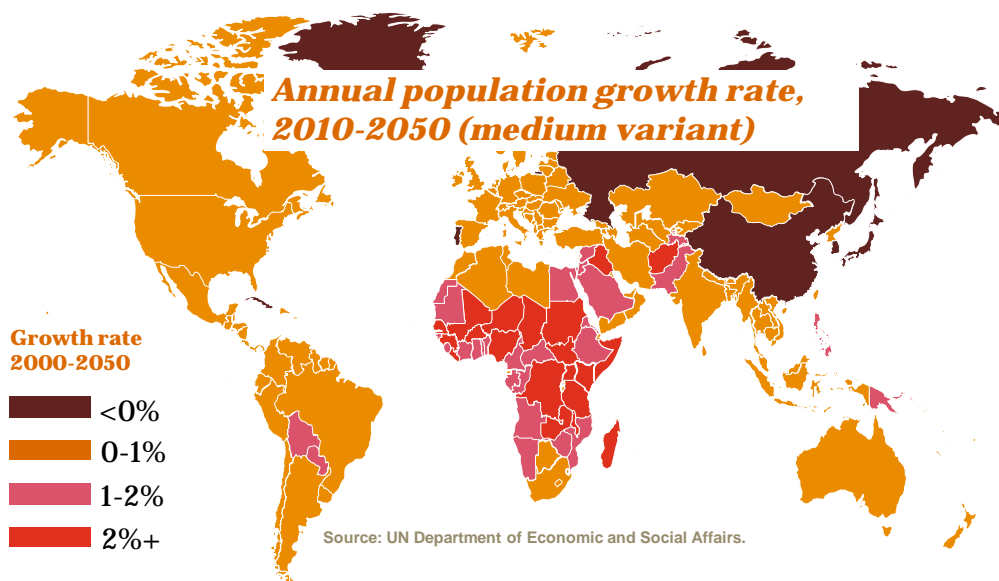 Annual population growth rate,
2010-2050 (medium variant)
Growth rate
2000-2050
<0%
0-1%
1-2%
2%+
Source: UN Department of Economic and Social Affairs.